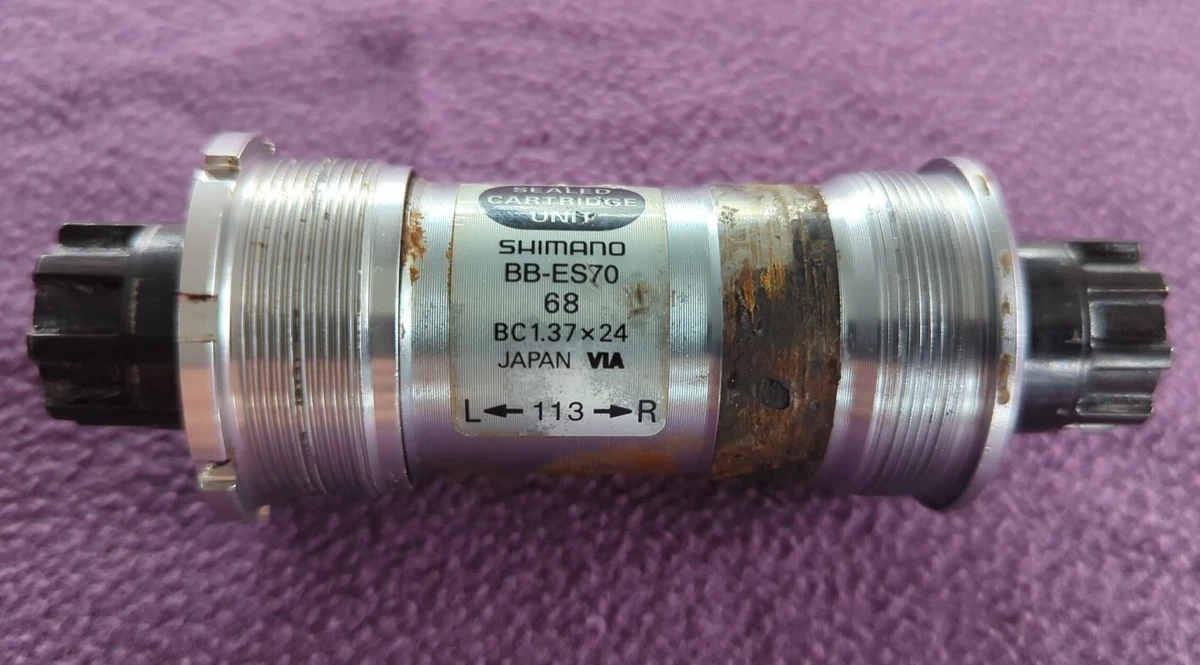 SEALED
CARTRIDGE
UNIT
SHIMANO
BB-ES70
68
BC1.37×24
JAPAN VIA
L←113→R